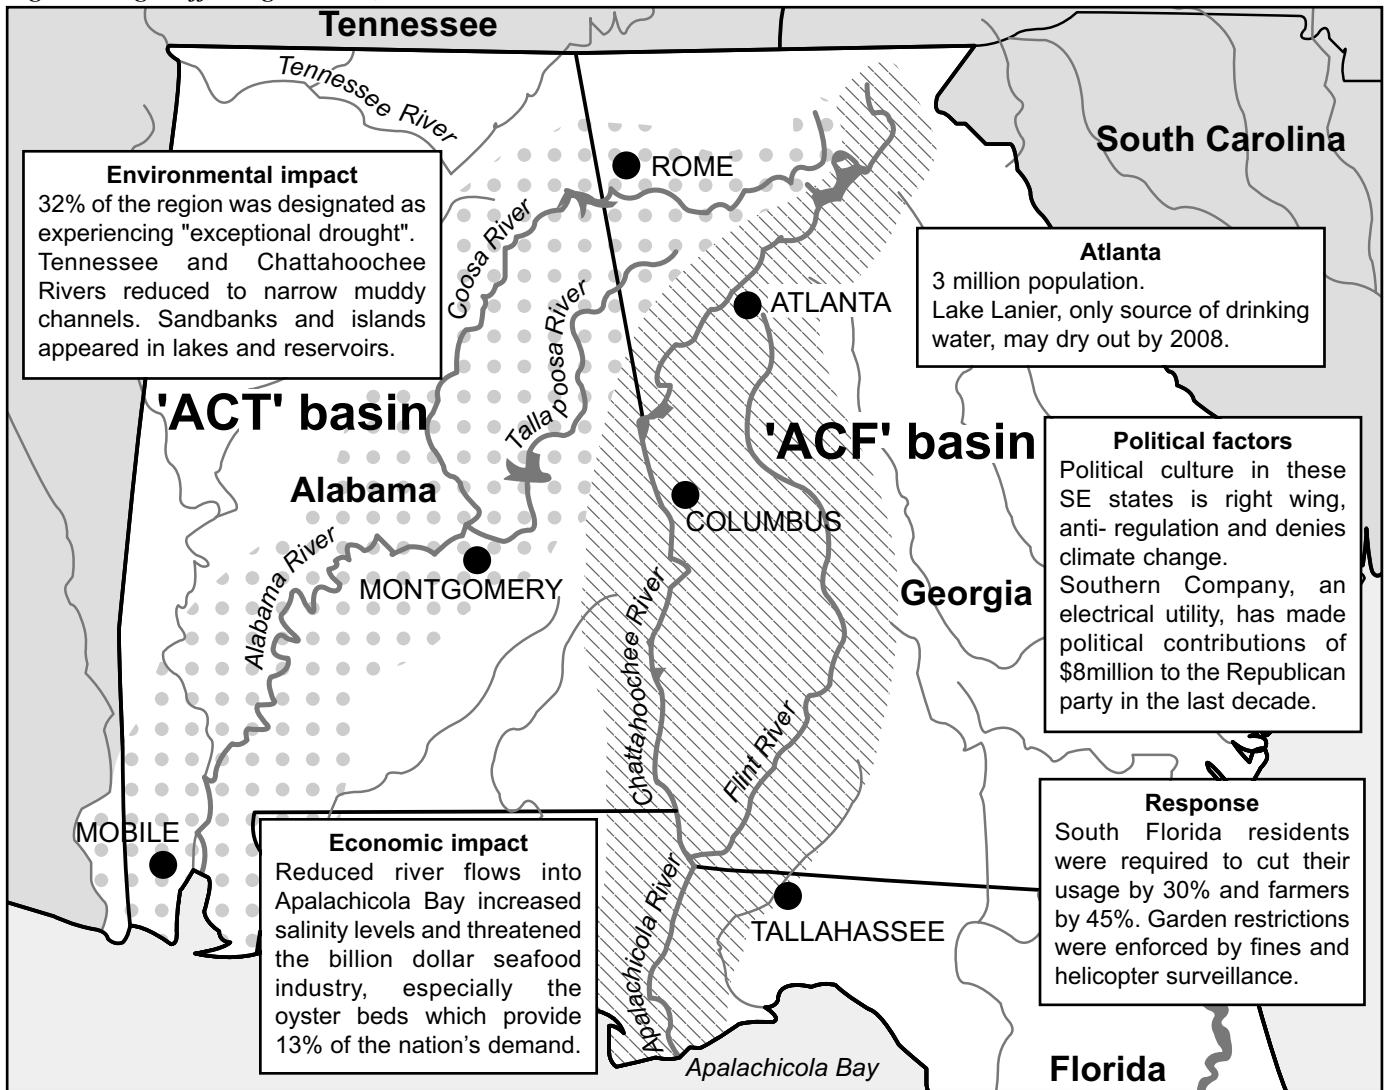 Tennessee
Tennessee River
South Carolina
Environmental impact
32% of the region was designated as
experiencing "exceptional drought".
Tennessee and Chattahoochee
Rivers reduced to narrow muddy
channels. Sandbanks and islands
appeared in lakes and reservoirs.
ROME
Coosa River
Atlanta
3 million population.
Lake Lanier, only source of drinking
water, may dry out by 2008.
ATLANTA
Tallapoosa River
'ACT' basin
'ACF' basin
Alabama
Political factors
Political culture in these
SE states is right wing,
anti- regulation and denies
climate change.
Southern Company, an
electrical utility, has made
political contributions of
$8million to the Republican
party in the last decade.
COLUMBUS
Alabama River
MONTGOMERY
Georgia
Chattahoochee River
Flint River
MOBILE
Economic impact
Reduced river flows into
Apalachicola Bay increased
salinity levels and threatened
the billion dollar seafood
industry, especially the
oyster beds which provide
13% of the nation's demand.
Response
South Florida residents
were required to cut their
usage by 30% and farmers
by 45%. Garden restrictions
were enforced by fines and
helicopter surveillance.
Apalachicola River
TALLAHASSEE
Apalachicola Bay
Florida